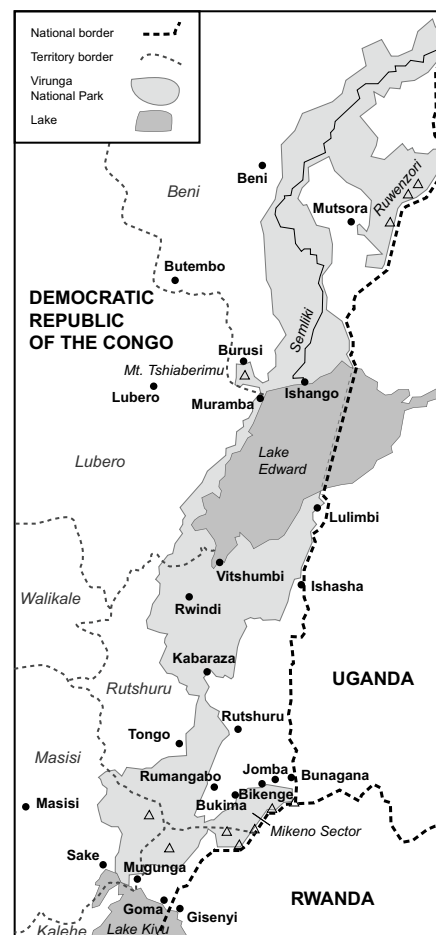 National border
Territory border
Virunga
National Park
Lake
Beni
Beni
Ruwenzori
Mutsora
Butembo
DEMOCRATIC
REPUBLIC
OF THE CONGO
Semliki
Burusi
Mt. Tshiaberimu
Lubero
Ishango
Muramba
Lake
Edward
Lubero
Lulimbi
Vitshumbi
Ishasha
Walikale
Rwindi
Kabaraza
UGANDA
Rutshuru
Rutshuru
Tongo
Masisi
Jomba
Bunagana
Rumangabo
Bikenge
Bukima
Masisi
Mikeno Sector
Sake
Mugunga
RWANDA
Goma
Gisenyi
Kalehe
Lake Kivu